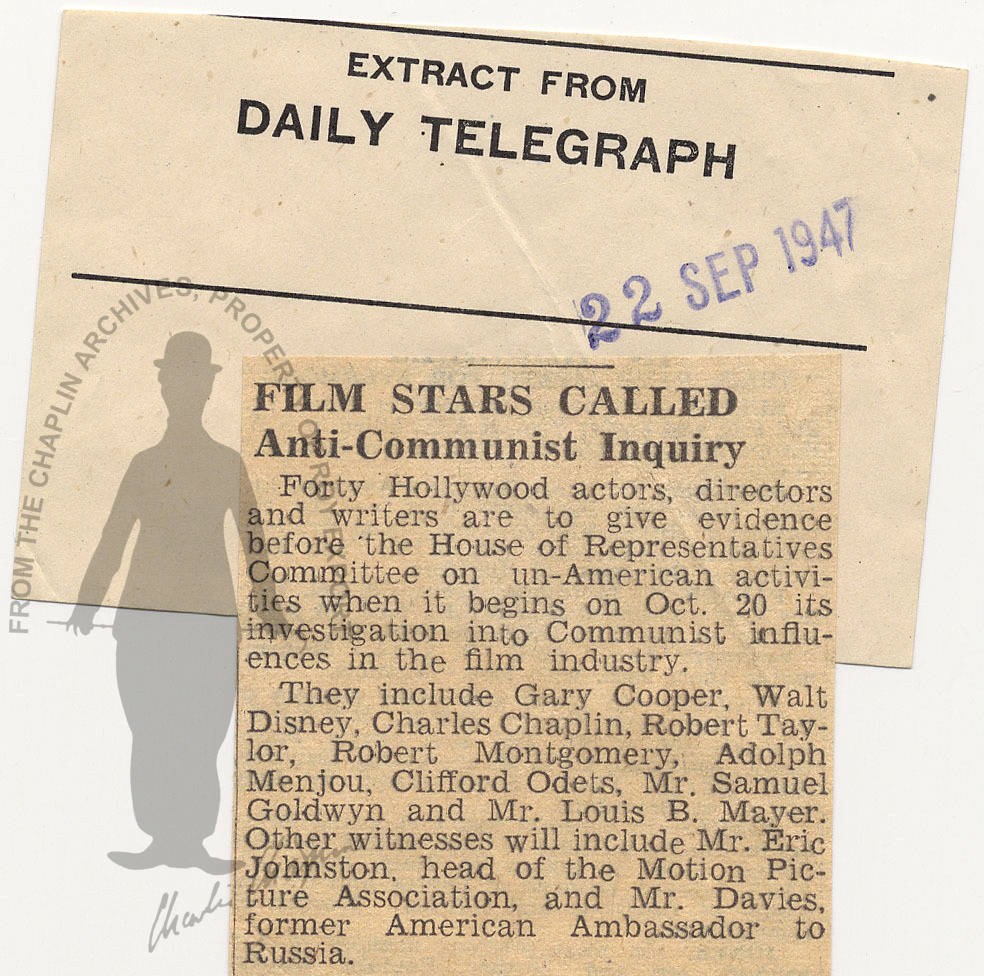 EXTRACT FROM
DAILY TELEGRAPH
22 SEP 1947
FROM THE CHAPLIN ARCHIVES, PROPERTY OF ROY EXPORT
FILM STARS CALLED
Anti-Communist Inquiry
Forty Hollywood actors, directors
and writers are to give evidence
before the House of Representatives
Committee on un-American activi-
ties when it begins on Oct. 20 its
investigation into Communist influ-
ences in the film industry.
They include Gary Cooper, Walt
Disney, Charles Chaplin, Robert Tay-
lor, Robert Montgomery, Adolph
Menjou, Clifford Odets, Mr. Samuel
Goldwyn and Mr. Louis B. Mayer.
Other witnesses will include Mr. Eric
Johnston, head of the Motion Pic-
ture Association, and Mr. Davies,
former American Ambassador to
Russia.
Charlie